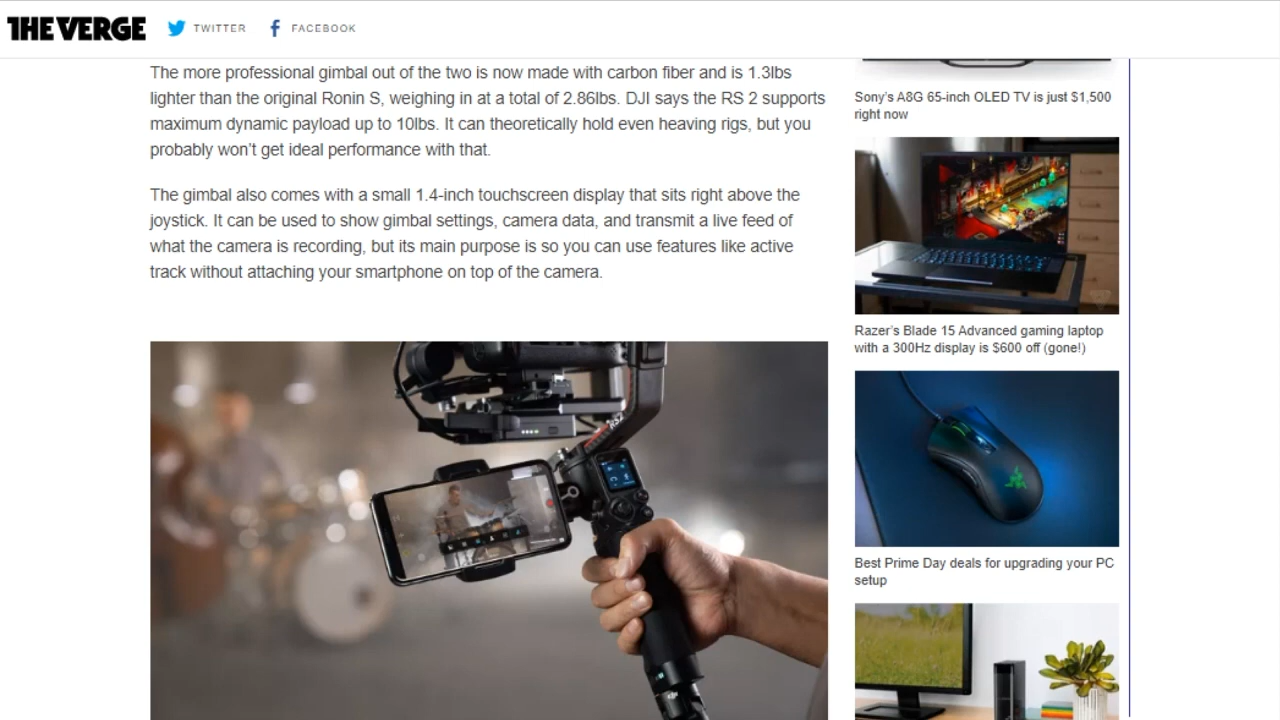 THE VERGE
TWITTER
FACEBOOK
The more professional gimbal out of the two is now made with carbon fiber and is 1.3lbs
lighter than the original Ronin S, weighing in at a total of 2.86lbs. DJI says the RS 2 supports
maximum dynamic payload up to 10lbs. It can theoretically hold even heaving rigs, but you
probably won't get ideal performance with that.
The gimbal also comes with a small 1.4-inch touchscreen display that sits right above the
joystick. It can be used to show gimbal settings, camera data, and transmit a live feed of
what the camera is recording, but its main purpose is so you can use features like active
track without attaching your smartphone on top of the camera.
RS2
Sony's A8G 65-inch OLED TV is just $1,500
right now
Razer's Blade 15 Advanced gaming laptop
with a 300Hz display is $600 off (gone!)
Best Prime Day deals for upgrading your PC
setup